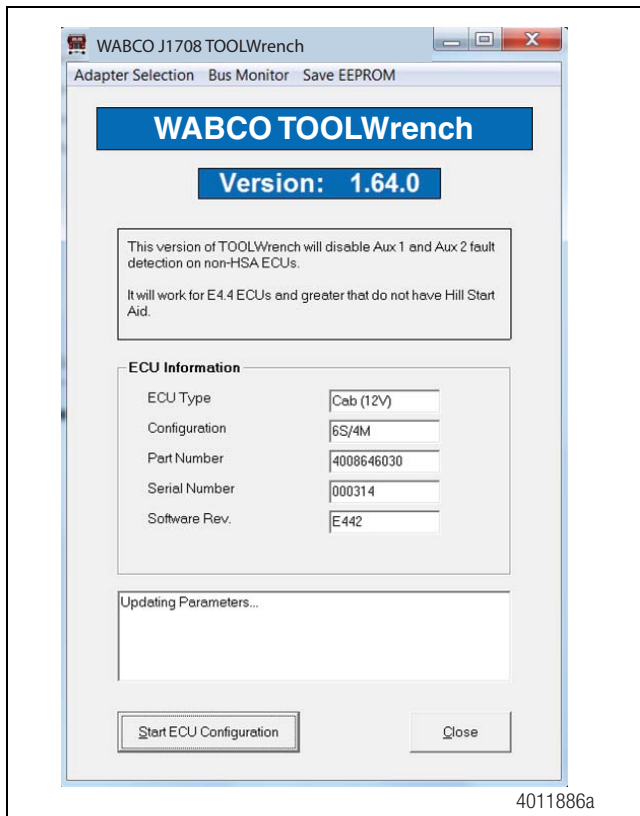 WABCO J1708 TOOLWrench
Adapter Selection Bus Monitor Save EEPROM
WABCO TOOLWrench
Version: 1.64.0
This version of TOOLWrench will disable Aux 1 and Aux 2 fault
detection on non-HSA ECUs.
It will work for E4.4 ECUs and greater that do not have Hill Start
Aid.
ECU Information
ECU Type Cab (12V)
Configuration 6S/4M
Part Number 4008646030
Serial Number 000314
Software Rev. E442
Updating Parameters...
Start ECU Configuration Close
4011886a